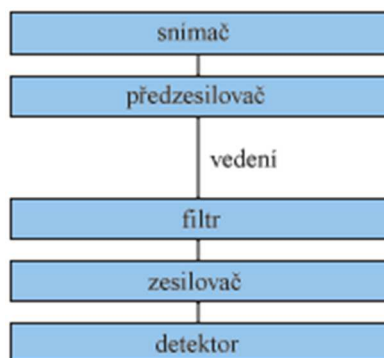 snímač
předzesilovač
vedení
filtr
zesilovač
detektor